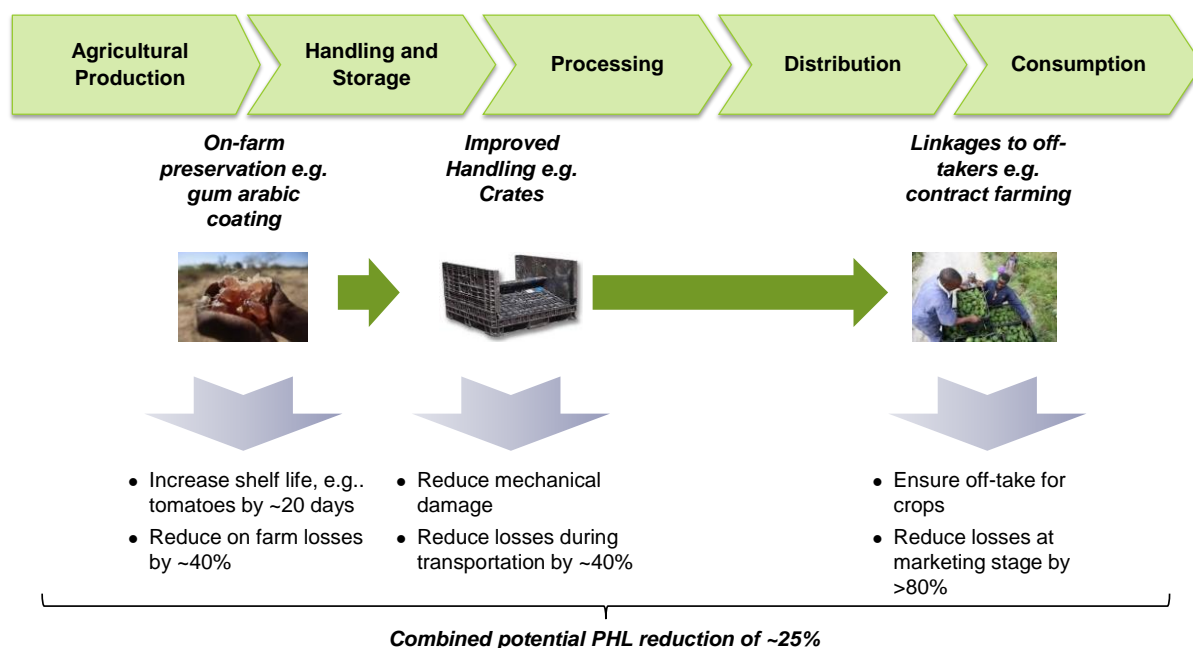 Agricultural
Production
Handling and
Storage
Processing
Distribution
Consumption
On-farm
preservation e.g.
gum arabic
coating
Improved
Handling e.g.
Crates
Linkages to off-
takers e.g.
contract farming
● Increase shelf life, e.g..
tomatoes by ~20 days
● Reduce on farm losses
by ~40%
● Reduce mechanical
damage
● Reduce losses during
transportation by ~40%
● Ensure off-take for
crops
● Reduce losses at
marketing stage by
>80%
Combined potential PHL reduction of ~25%